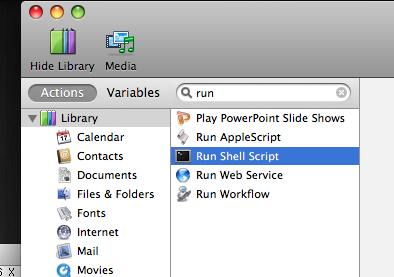 Hide Library Media
Actions Variables run
Library
Calendar
Contacts
Documents
Files & Folders
Fonts
Internet
Mail
Movies
Play PowerPoint Slide Shows
Run AppleScript
Run Shell Script
Run Web Service
Run Workflow
6 X